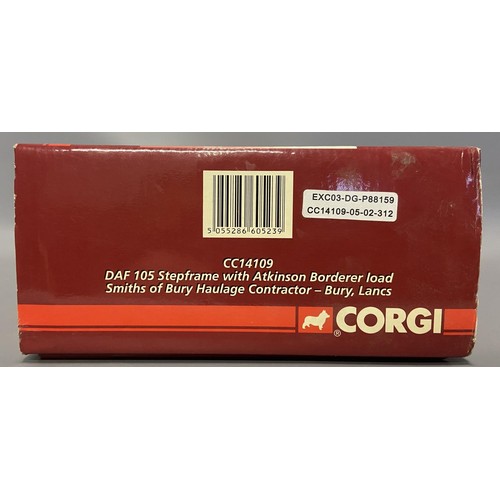 EXC03-DG-P88159
CC14109-05-02-312
5 055286 605239
CC14109
DAF 105 Stepframe with Atkinson Borderer load
Smiths of Bury Haulage Contractor – Bury, Lancs
® CORGI